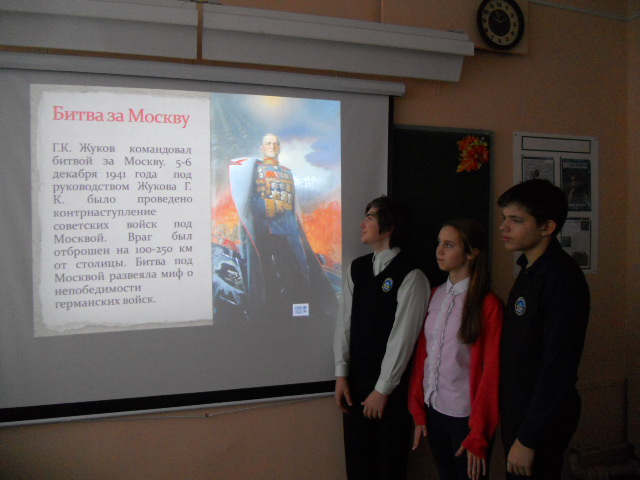 Битва за Москву
Г.К. Жуков командовал
битвой за Москву. 5-6
декабря 1941 года под
руководством Жукова Г.
К. было проведено
контрнаступление
советских войск под
Москвой. Враг был
отброшен на 100-250 км
от столицы. Битва под
Москвой развеяла миф о
непобедимости
германских войск.